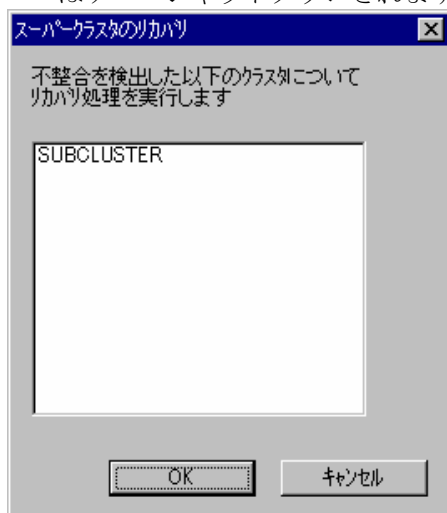 スーパークラスタのリカバリ
不整合を検出した以下のクラスタについて
リカバリ処理を実行します
SUBCLUSTER
OK
キャンセル